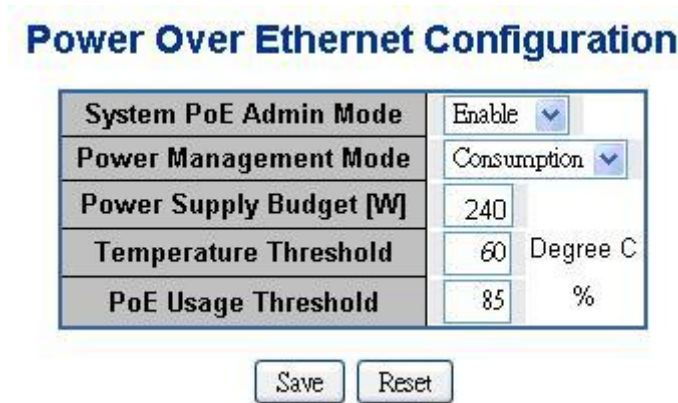 Power Over Ethernet Configuration
System PoE Admin Mode Enable
Power Management Mode Consumption
Power Supply Budget [W] 240
Temperature Threshold 60 Degree C
PoE Usage Threshold 85 %
Save Reset